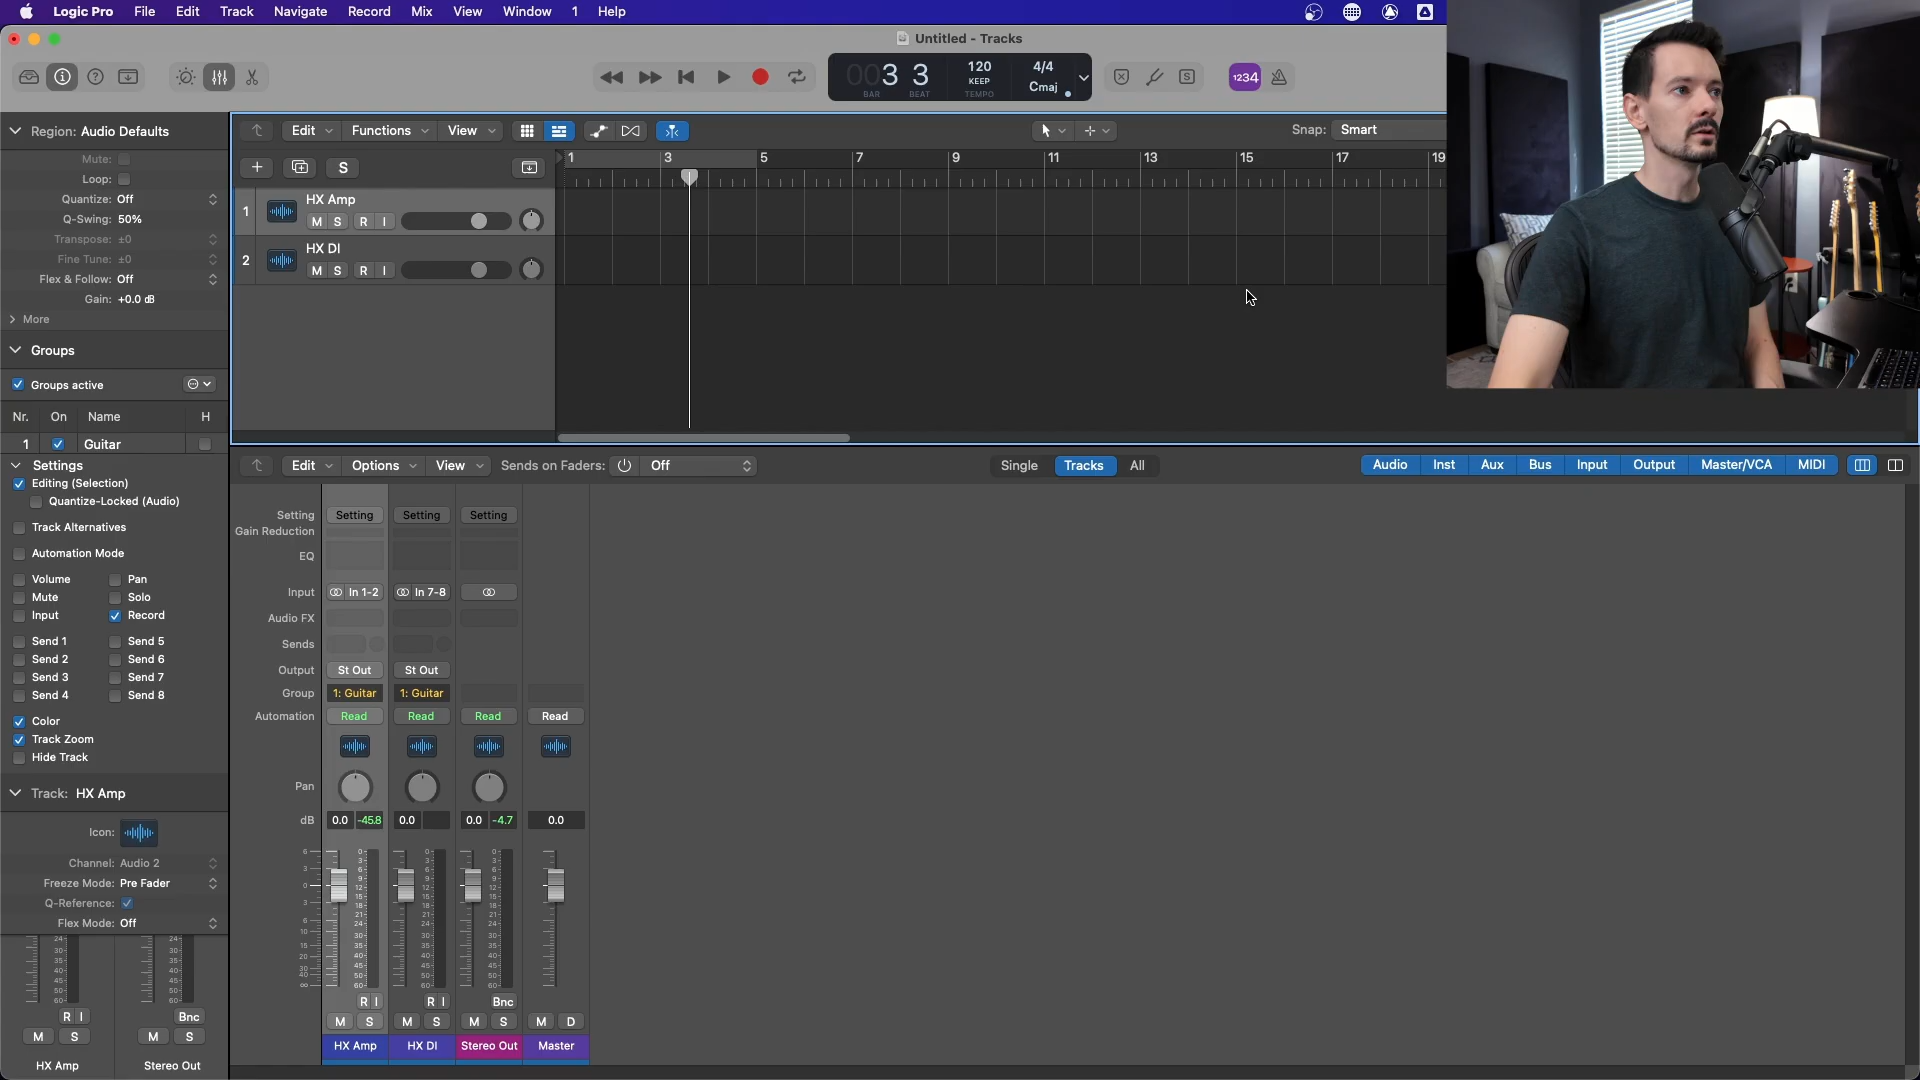 Logic Pro File Edit Track Navigate Record Mix View Window 1 Help
Untitled - Tracks
003 3
BAR BEAT
120
KEEP
TEMPO
4/4
Cmaj
S
1234
Region: Audio Defaults
Mute:
Loop:
Quantize: Off
Q-Swing: 50%
Transpose: ±0
Fine Tune: ±0
Flex & Follow: Off
Gain: +0.0 dB
More
Groups
Groups active
Nr. On Name H
1 Guitar
Settings
Editing (Selection)
Quantize-Locked (Audio)
Track Alternatives
Automation Mode
Volume Pan
Mute Solo
Input Record
Send 1 Send 5
Send 2 Send 6
Send 3 Send 7
Send 4 Send 8
Color
Track Zoom
Hide Track
Track: HX Amp
Icon:
Channel: Audio 2
Freeze Mode: Pre Fader
Q-Reference:
Flex Mode: Off
R I Bnc
M S M S
HX Amp Stereo Out
Edit Functions View
Snap: Smart
S
1 3 5 7 9 11 13 15 17 19
1 HX Amp
M S R I
2 HX DI
M S R I
Edit Options View Sends on Faders: Off
Single Tracks All
Audio Inst Aux Bus Input Output Master/VCA MIDI
Setting Setting Setting Setting
Gain Reduction
EQ
Input In 1-2 In 7-8
Audio FX
Sends
Output St Out St Out
Group 1: Guitar 1: Guitar
Automation Read Read Read Read
Pan
dB 0.0 -45.8 0.0 0.0 -4.7 0.0
R I R I Bnc
M S M S M S M D
HX Amp HX DI Stereo Out Master